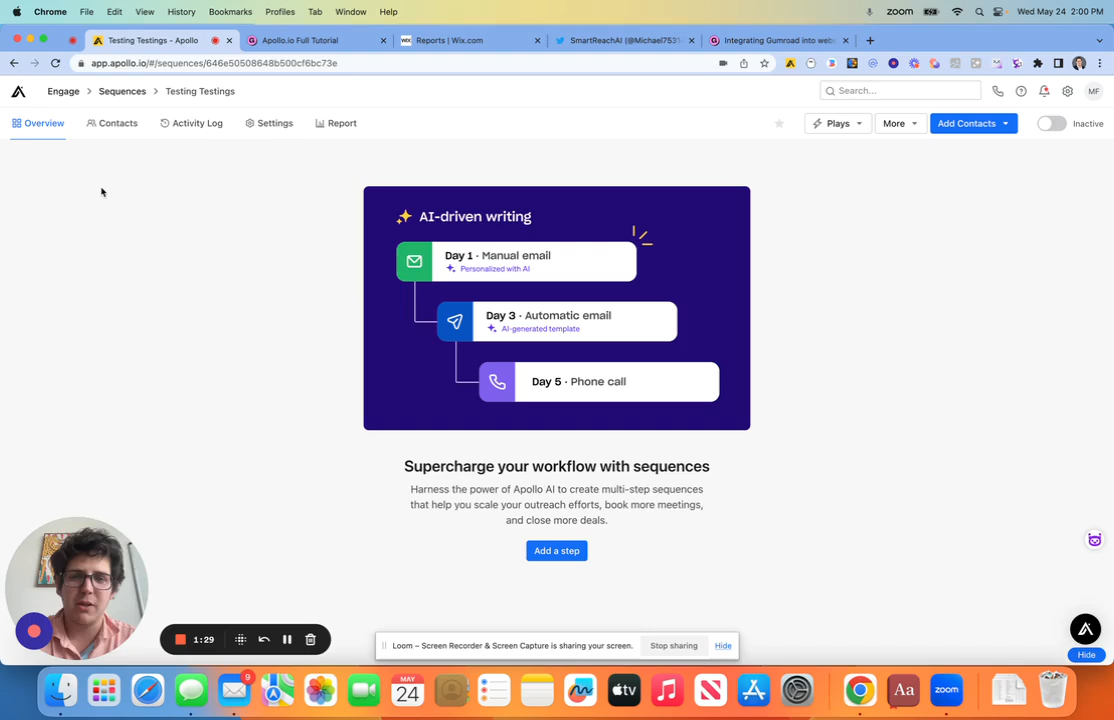 Chrome File Edit View History Bookmarks Profiles Tab Window Help zoom Wed May 24 2:00 PM
Testing Testings - Apollo Apollo.io Full Tutorial Reports | Wix.com SmartReachAI (@Michael7531 Integrating Gumroad into web
app.apollo.io/#/sequences/646e50508648b500cf6bc73e
Engage > Sequences > Testing Testings Search... MF
Overview Contacts Activity Log Settings Report Plays More Add Contacts Inactive
AI-driven writing
Day 1 · Manual email
Personalized with AI
Day 3 · Automatic email
AI-generated template
Day 5 · Phone call
Supercharge your workflow with sequences
Harness the power of Apollo AI to create multi-step sequences
that help you scale your outreach efforts, book more meetings,
and close more deals.
Add a step
1:29
Loom – Screen Recorder & Screen Capture is sharing your screen. Stop sharing Hide
Hide
MAY
24
9
tv
Aa
zoom